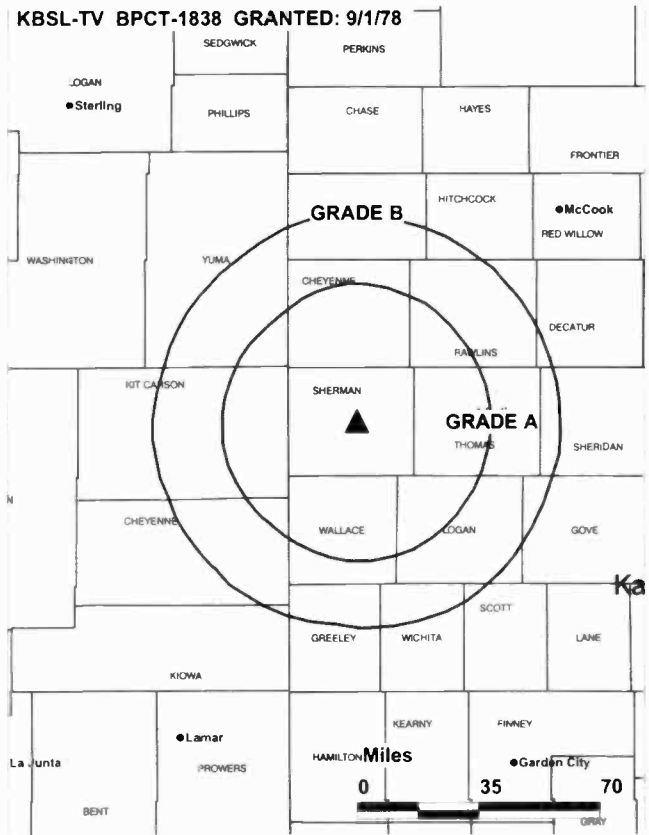 KBSL-TV BPCT-1838 GRANTED: 9/1/78
SEDGWICK
PERKINS
LOGAN
Sterling
PHILLIPS
CHASE
HAYES
FRONTIER
HITCHCOCK
GRADE B
McCook
RED WILLOW
WASHINGTON
YUMA
CHEYENNE
DECATUR
RAWLINS
KIT CARSON
SHERMAN
GRADE A
THOMAS
SHERIDAN
N
CHEYENNE
WALLACE
LOGAN
GOVE
Ka
SCOTT
GREELEY
WICHITA
LANE
KIOWA
KEARNY
FINNEY
Lamar
HAMILTON
Miles
La Junta
PROWERS
Garden City
0 35 70
BENT
GRAY